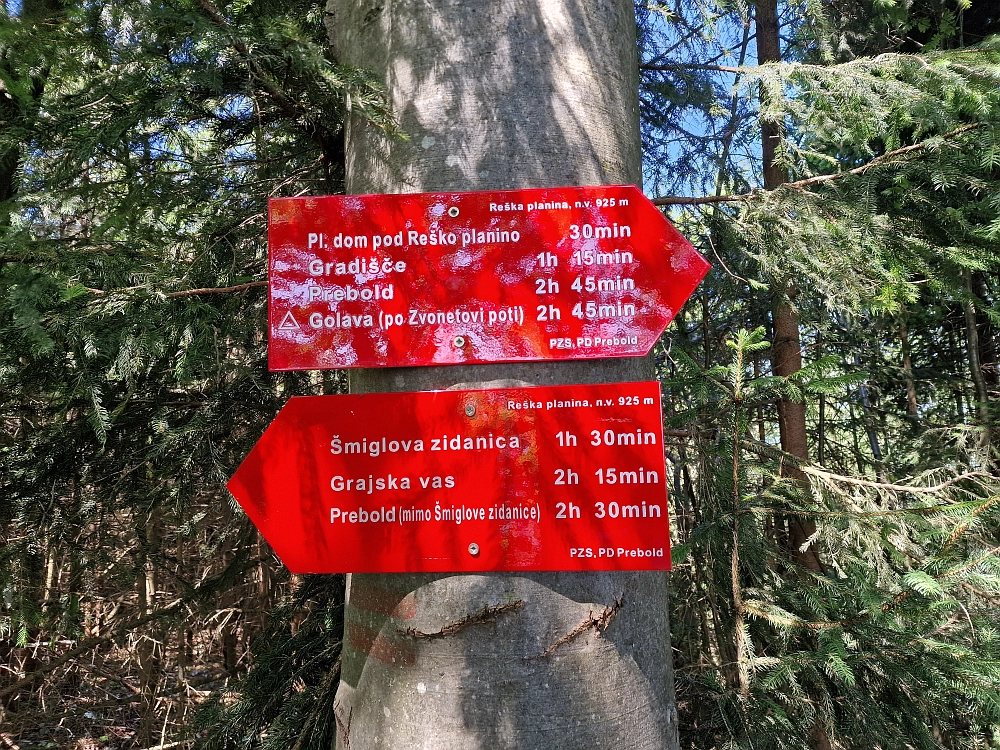 Reška planina, n.v. 925 m
Pl. dom pod Reško planino 30min
Gradišče 1h 15min
Prebold 2h 45min
Golava (po Zvonetovi poti) 2h 45min
PZS, PD Prebold
Reška planina, n.v. 925 m
Šmiglova zidanica 1h 30min
Grajska vas 2h 15min
Prebold (mimo Šmiglove zidanice) 2h 30min
PZS, PD Prebold